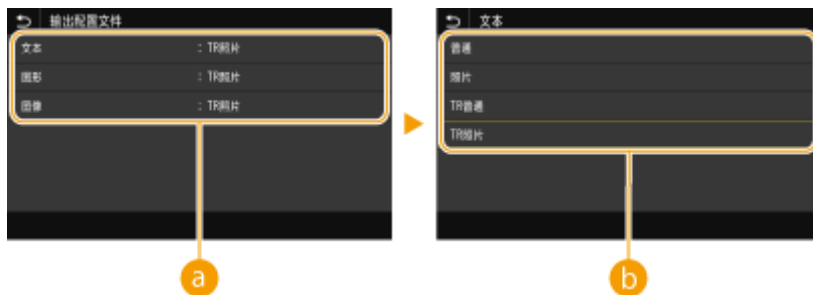 输出配置文件
文本 : TR照片
图形 : TR照片
图像 : TR照片
a
文本
普通
照片
TR普通
TR照片
b